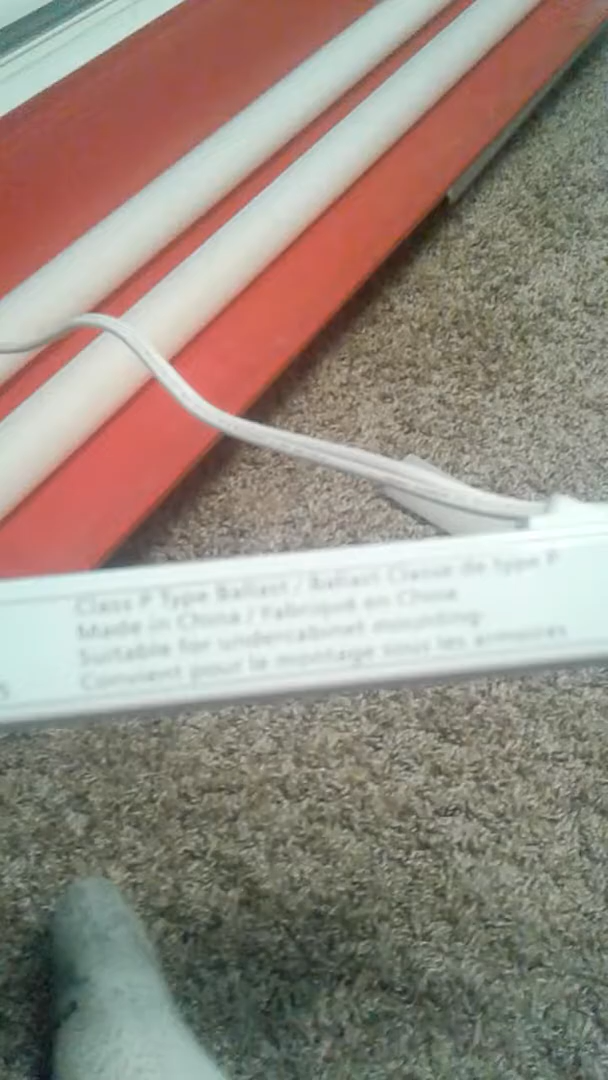 Class P Type Ballast / Ballast Classe de type P
Made in China / Fabriqué en China
Suitable for undercabinet mounting
Convient pour le montage sous les armoires